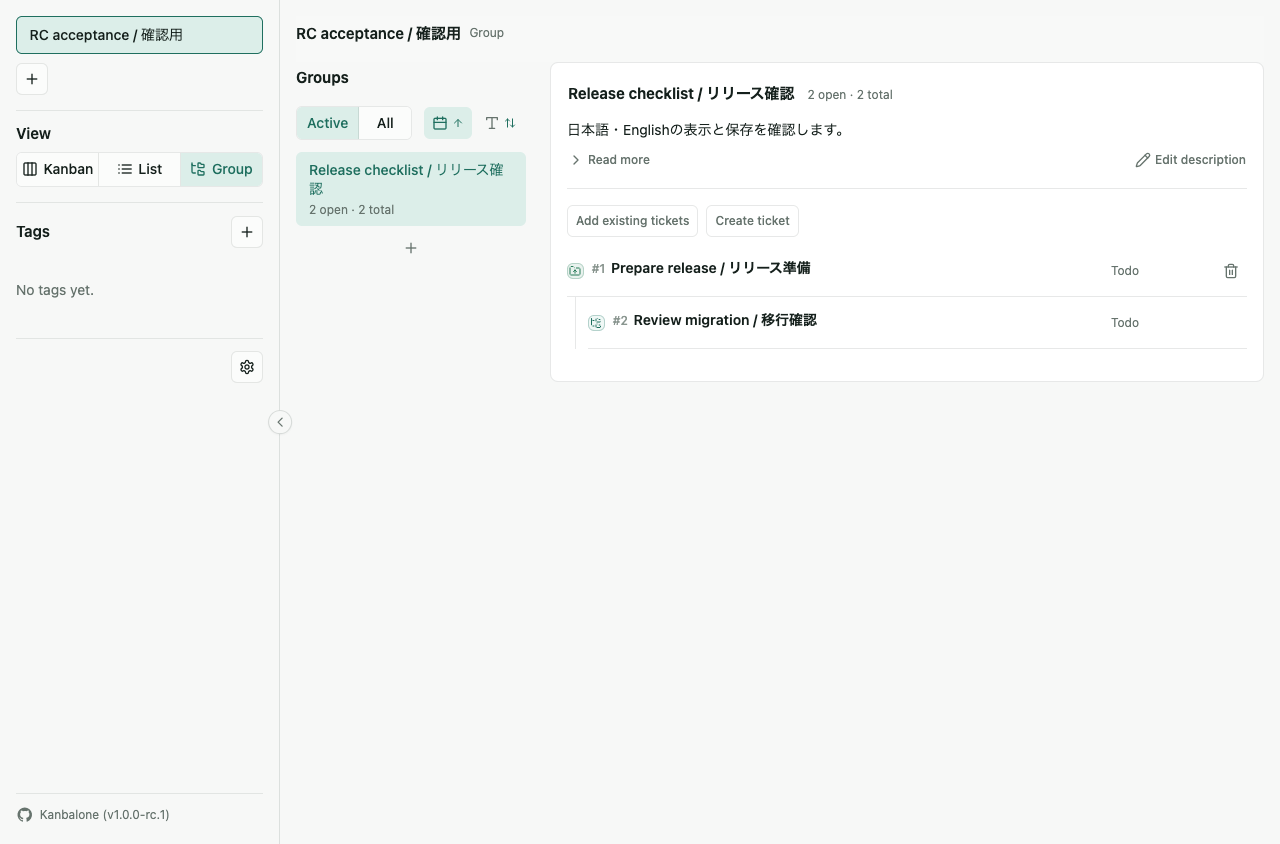 RC acceptance / 確認用
View
Kanban
List
Group
Tags
No tags yet.
Kanbalone (v1.0.0-rc.1)
RC acceptance / 確認用 Group
Groups
Active
All
Release checklist / リリース確
認
2 open · 2 total
Release checklist / リリース確認 2 open · 2 total
日本語・Englishの表示と保存を確認します。
Read more
Edit description
Add existing tickets
Create ticket
#1 Prepare release / リリース準備 Todo
#2 Review migration / 移行確認 Todo